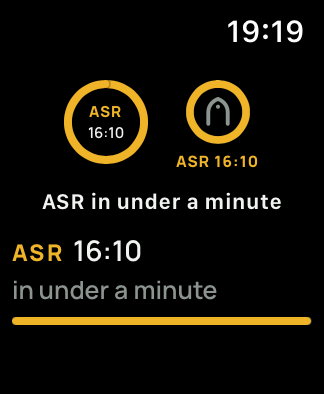 19:19
ASR
16:10
ASR 16:10
ASR in under a minute
ASR 16:10
in under a minute